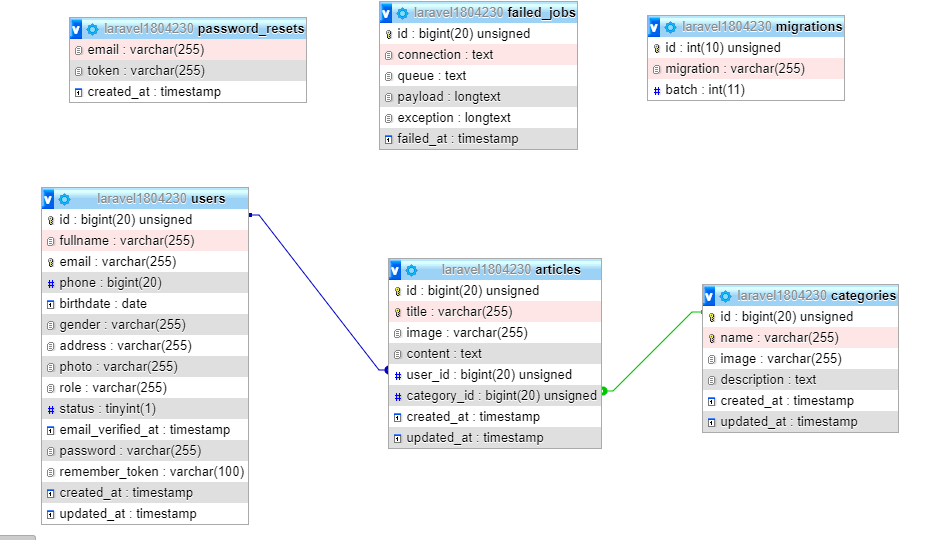 laravel1804230 password_resets
email : varchar(255)
token : varchar(255)
created_at : timestamp
laravel1804230 failed_jobs
id : bigint(20) unsigned
connection : text
queue : text
payload : longtext
exception : longtext
failed_at : timestamp
laravel1804230 migrations
id : int(10) unsigned
migration : varchar(255)
batch : int(11)
laravel1804230 users
id : bigint(20) unsigned
fullname : varchar(255)
email : varchar(255)
phone : bigint(20)
birthdate : date
gender : varchar(255)
address : varchar(255)
photo : varchar(255)
role : varchar(255)
status : tinyint(1)
email_verified_at : timestamp
password : varchar(255)
remember_token : varchar(100)
created_at : timestamp
updated_at : timestamp
laravel1804230 articles
id : bigint(20) unsigned
title : varchar(255)
image : varchar(255)
content : text
user_id : bigint(20) unsigned
category_id : bigint(20) unsigned
created_at : timestamp
updated_at : timestamp
laravel1804230 categories
id : bigint(20) unsigned
name : varchar(255)
image : varchar(255)
description : text
created_at : timestamp
updated_at : timestamp